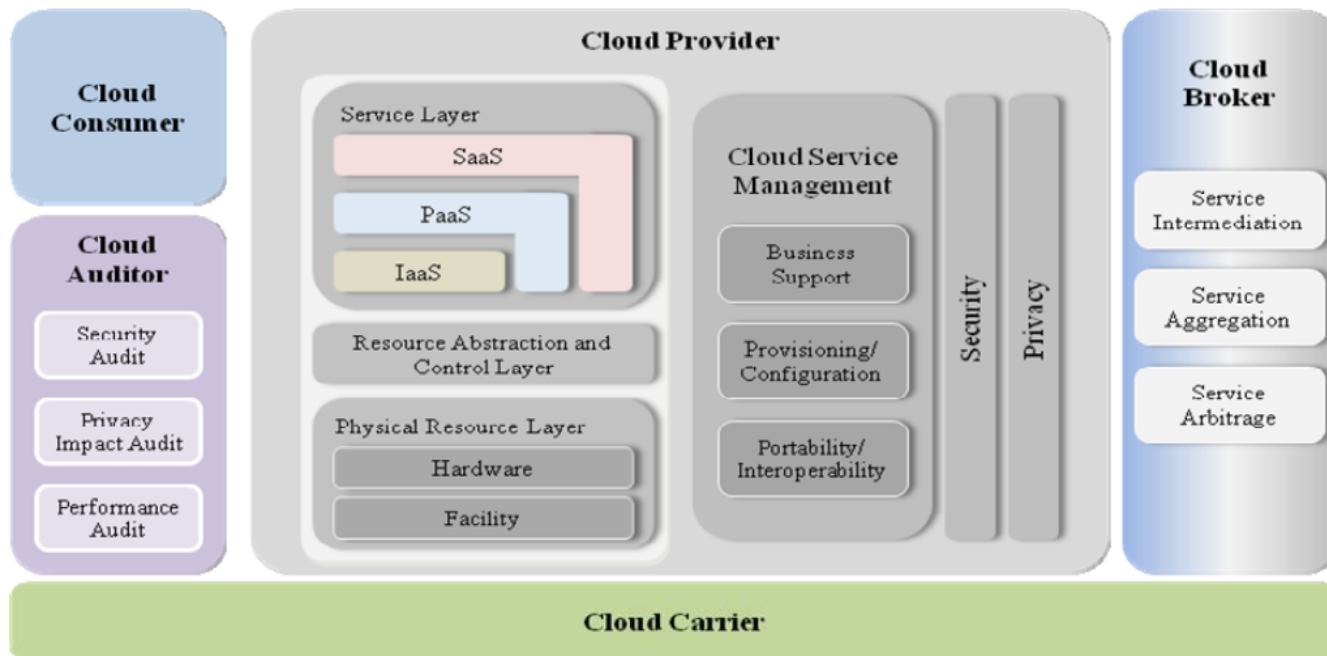 Cloud
Consumer
Cloud
Auditor
Security
Audit
Privacy
Impact Audit
Performance
Audit
Cloud Provider
Service Layer
SaaS
PaaS
IaaS
Resource Abstraction and
Control Layer
Physical Resource Layer
Hardware
Facility
Cloud Service
Management
Business
Support
Provisioning/
Configuration
Portability/
Interoperability
Security
Privacy
Cloud
Broker
Service
Intermediation
Service
Aggregation
Service
Arbitrage
Cloud Carrier